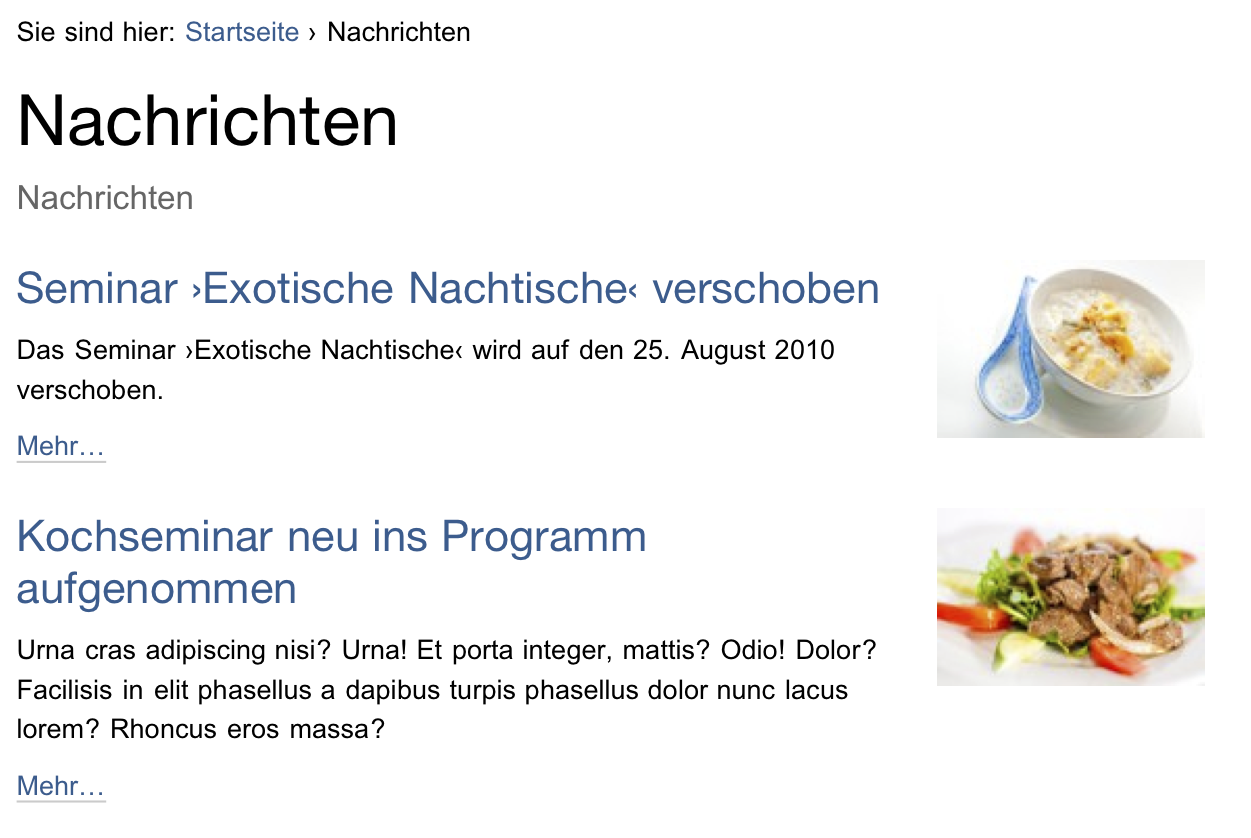 Sie sind hier: Startseite › Nachrichten
Nachrichten
Nachrichten
Seminar ›Exotische Nachtische‹ verschoben
Das Seminar ›Exotische Nachtische‹ wird auf den 25. August 2010
verschoben.
Mehr…
Kochseminar neu ins Programm
aufgenommen
Urna cras adipiscing nisi? Urna! Et porta integer, mattis? Odio! Dolor?
Facilisis in elit phasellus a dapibus turpis phasellus dolor nunc lacus
lorem? Rhoncus eros massa?
Mehr…